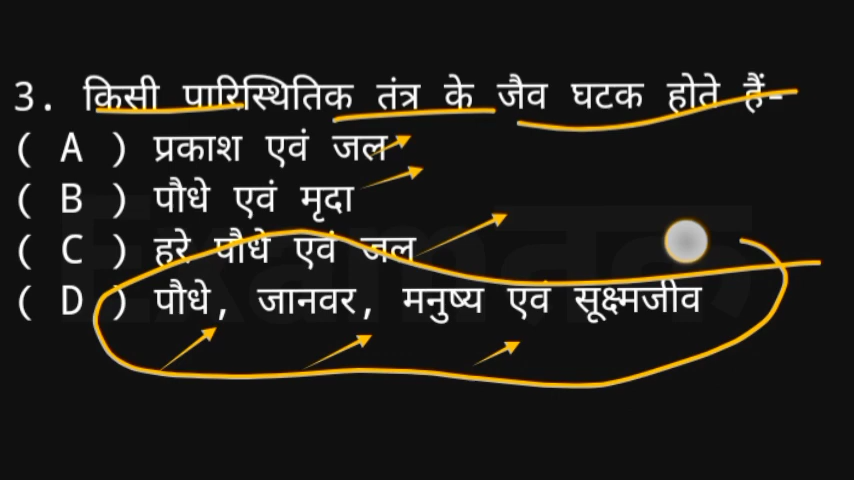 3. किसी पारिस्थितिक तंत्र के जैव घटक होते हैं-
( A ) प्रकाश एवं जल
( B ) पौधे एवं मृदा
( C ) हरे पौधे एवं जल
( D ) पौधे, जानवर, मनुष्य एवं सूक्ष्मजीव